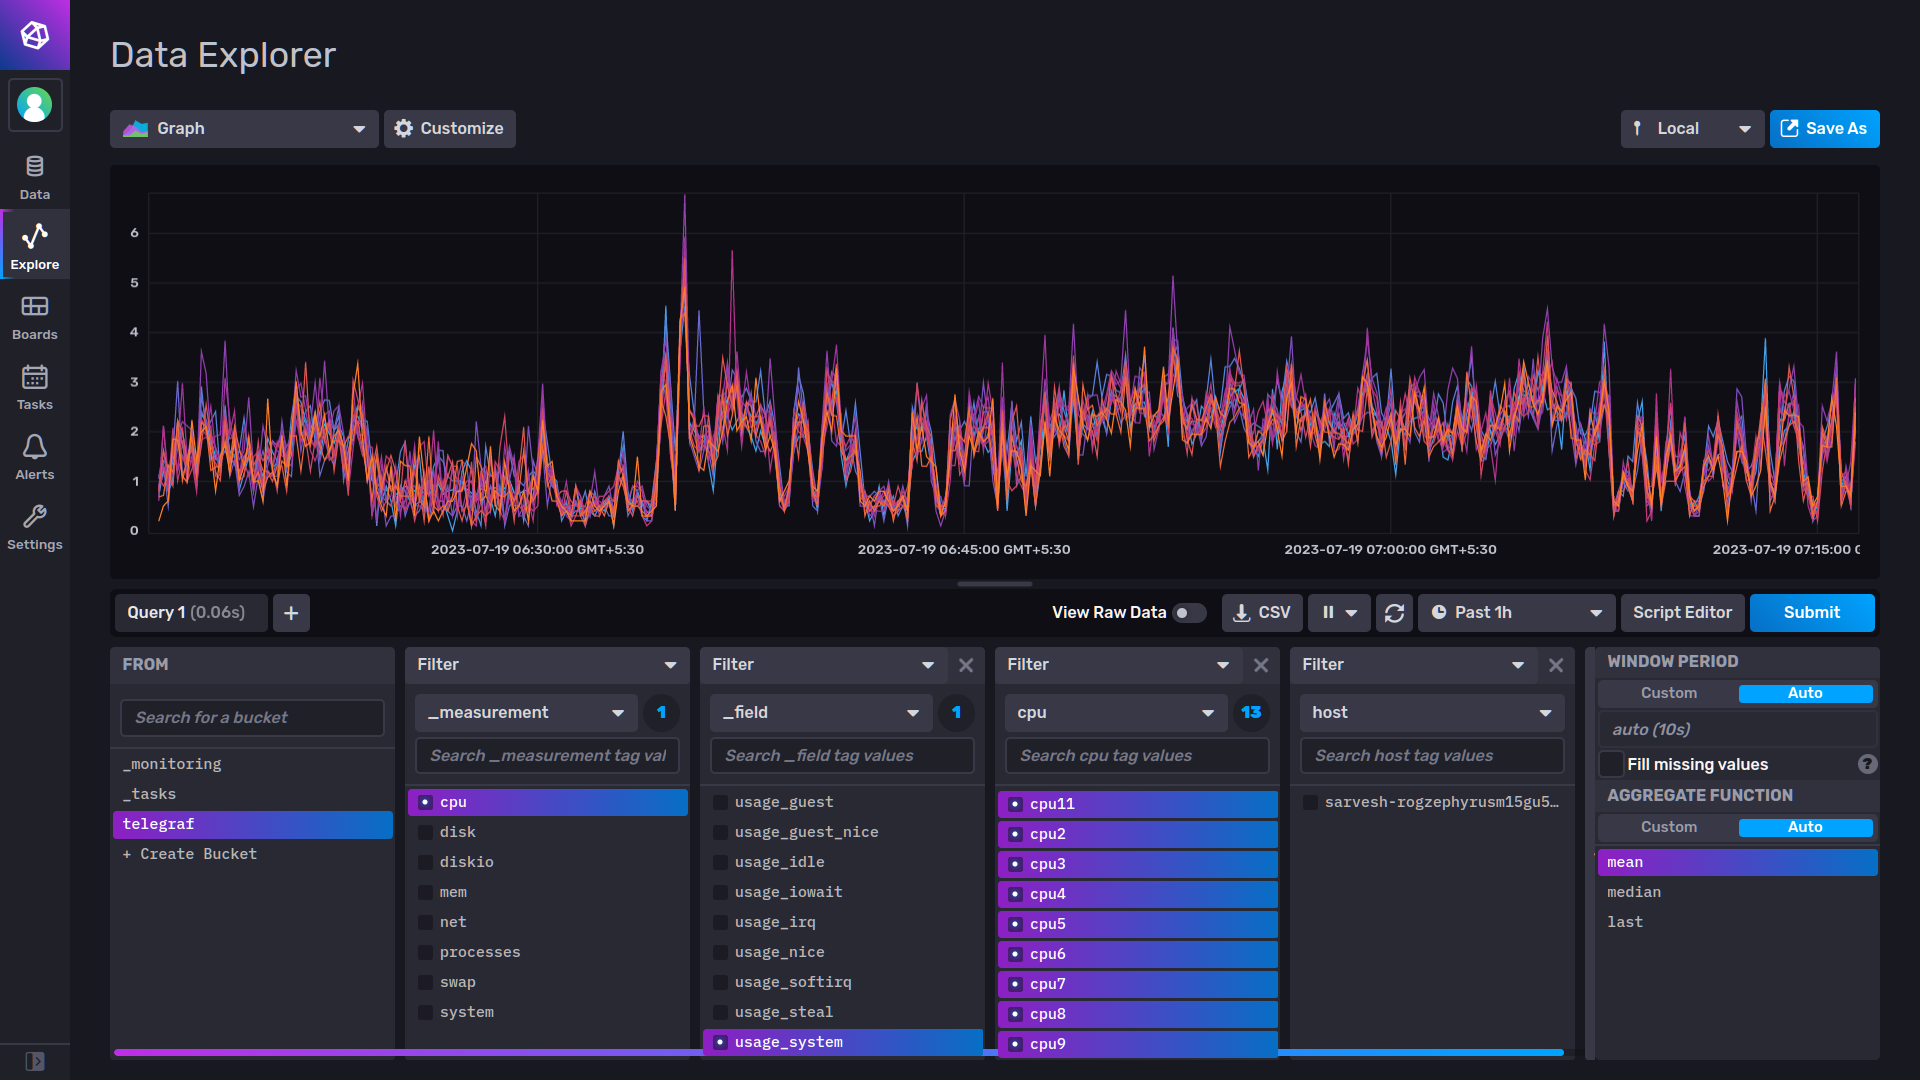 Data Explorer
Graph
Customize
Local
Save As
Data
Explore
Boards
Tasks
Alerts
Settings
6
5
4
3
2
1
0
2023-07-19 06:30:00 GMT+5:30
2023-07-19 06:45:00 GMT+5:30
2023-07-19 07:00:00 GMT+5:30
2023-07-19 07:15:00 G
Query 1 (0.06s)
+
View Raw Data
CSV
Past 1h
Script Editor
Submit
FROM
Search for a bucket
_monitoring
_tasks
telegraf
+ Create Bucket
Filter
_measurement
1
Search _measurement tag val
cpu
disk
diskio
mem
net
processes
swap
system
Filter
_field
1
Search _field tag values
usage_guest
usage_guest_nice
usage_idle
usage_iowait
usage_irq
usage_nice
usage_softirq
usage_steal
usage_system
Filter
cpu
13
Search cpu tag values
cpu11
cpu2
cpu3
cpu4
cpu5
cpu6
cpu7
cpu8
cpu9
Filter
host
Search host tag values
sarvesh-rogzephyrusm15gu5…
WINDOW PERIOD
Custom
Auto
auto (10s)
Fill missing values
?
AGGREGATE FUNCTION
Custom
Auto
mean
median
last